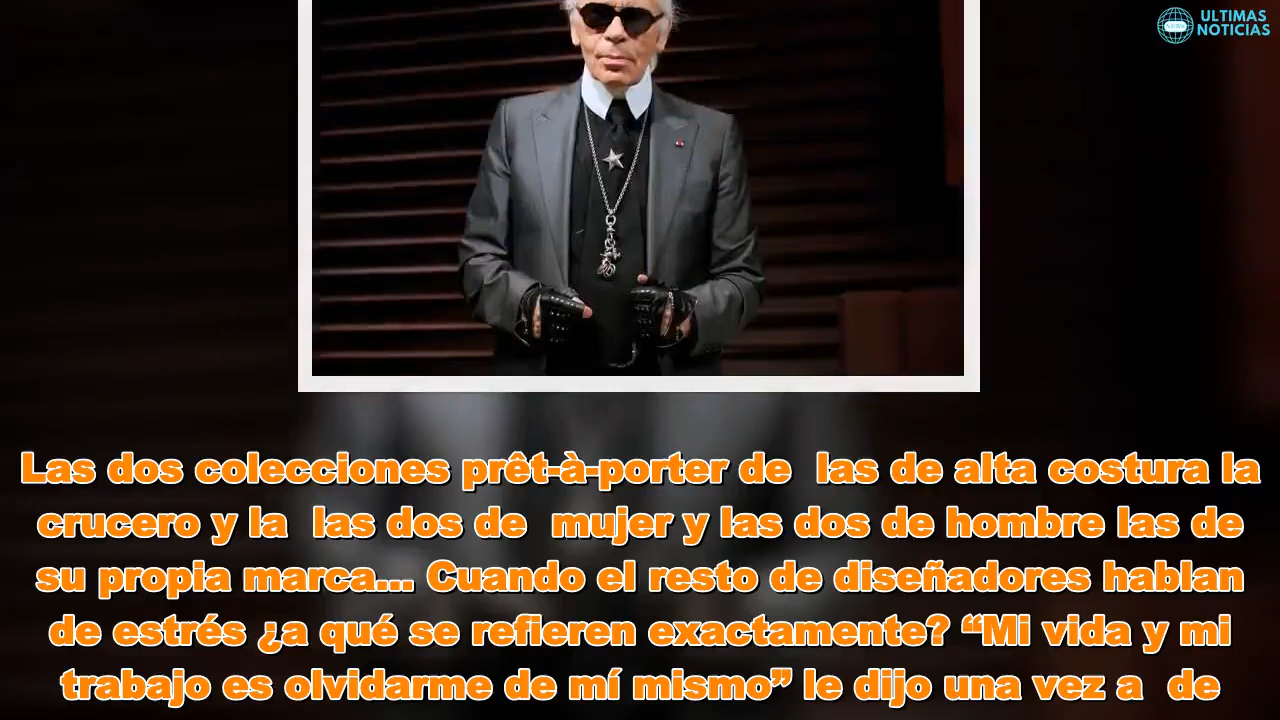 ULTIMAS
NOTICIAS
Las dos colecciones prêt-à-porter de las de alta costura la
crucero y la las dos de mujer y las dos de hombre las de
su propia marca... Cuando el resto de diseñadores hablan
de estrés ¿a qué se refieren exactamente? “Mi vida y mi
trabajo es olvidarme de mí mismo” le dijo una vez a de